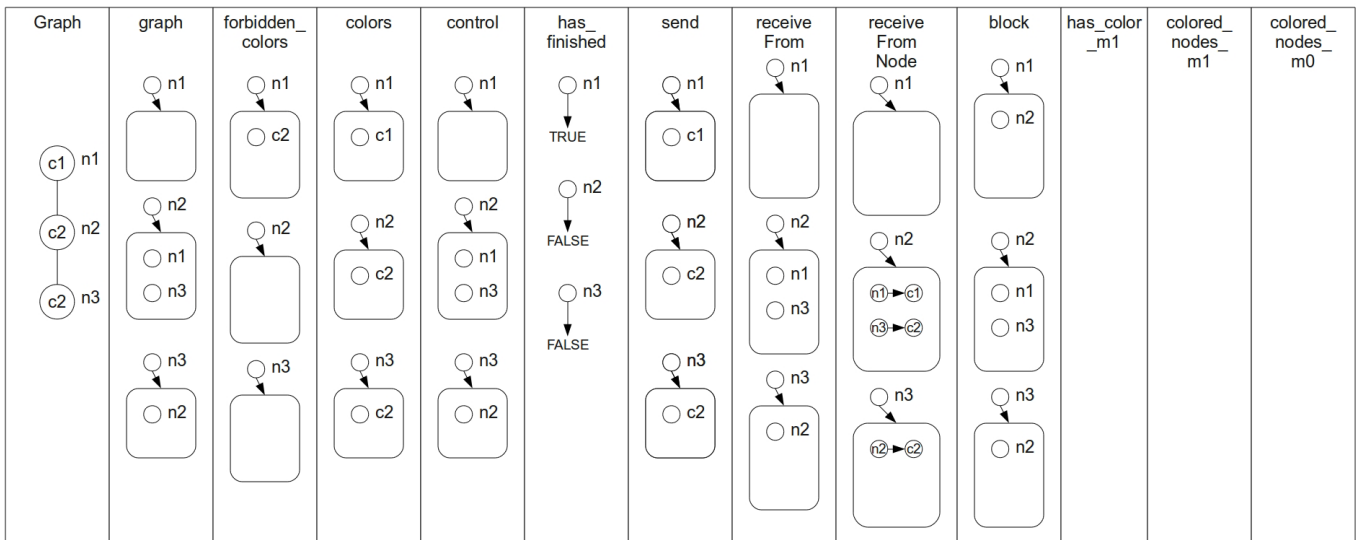 Graph
c1 n1
c2 n2
c2 n3
graph
n1
n2
n1
n3
n3
n2
forbidden_
colors
n1
c2
n2
n3
colors
n1
c1
n2
c2
n3
c2
control
n1
n2
n1
n3
n3
n2
has_
finished
n1
TRUE
n2
FALSE
n3
FALSE
send
n1
c1
n2
c2
n3
c2
receive
From
n1
n2
n1
n3
n3
n2
receive
From
Node
n1
n2
n1 c1
n3 c2
n3
n2 c2
block
n1
n2
n2
n1
n3
n3
n2
has_color
_m1
colored_
nodes_
m1
colored_
nodes_
m0